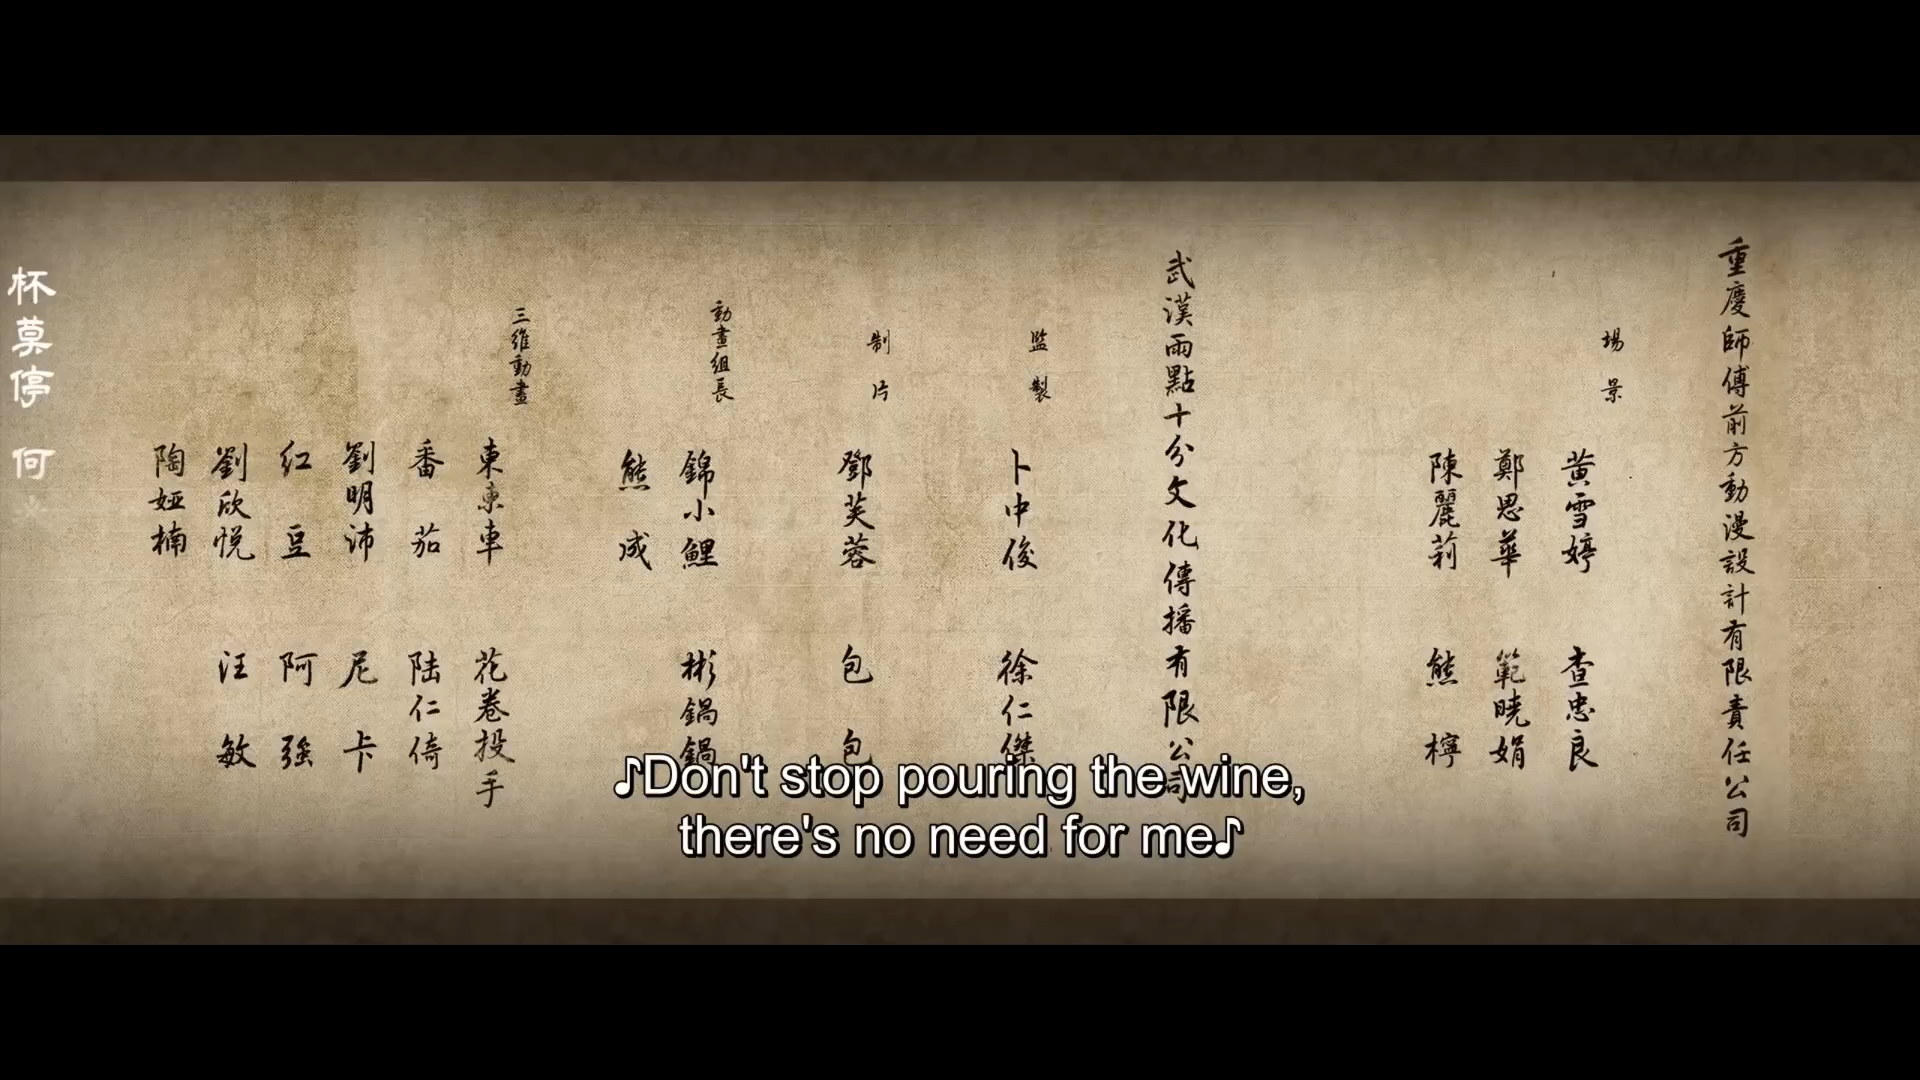 重慶師傅前方動漫設計有限責任公司
場景
黃雪婷 查忠良
鄭思華 範曉娟
陳麗莉 熊檸
武漢雨點十分文化傳播有限公司
監製
卜中俊 徐仁傑
制片
鄧芙蓉 包包
動畫組長
錦小鯉 彬鍋鍋
熊成
三維動畫
東東車 花卷投手
番茄 陆仁倚
劉明沛 尼卡
红豆 阿強
劉欣悅 汪敏
陶娅楠
杯莫停 何
♪Don't stop pouring the wine,
there's no need for me♪